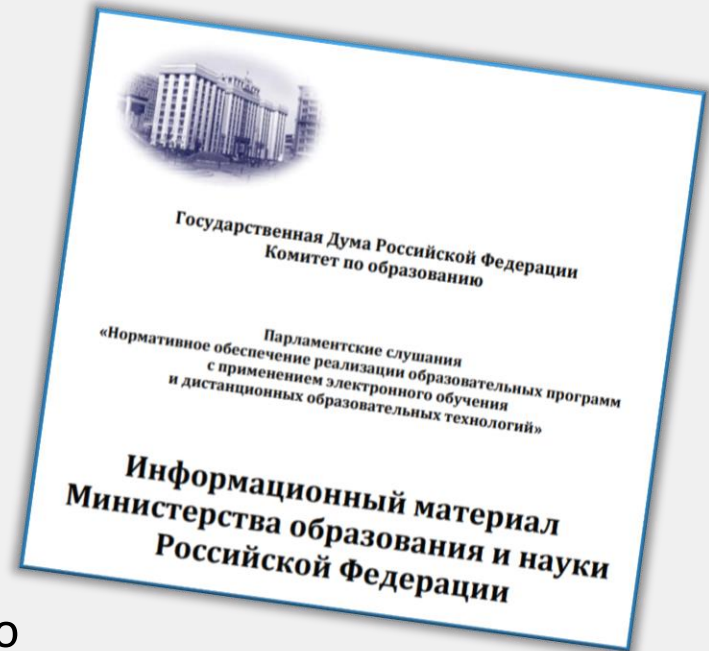 Государственная Дума Российской Федерации
Комитет по образованию
Парламентские слушания
«Нормативное обеспечение реализации образовательных программ
с применением электронного обучения
и дистанционных образовательных технологий»
Информационный материал
Министерства образования и науки
Российской Федерации
о